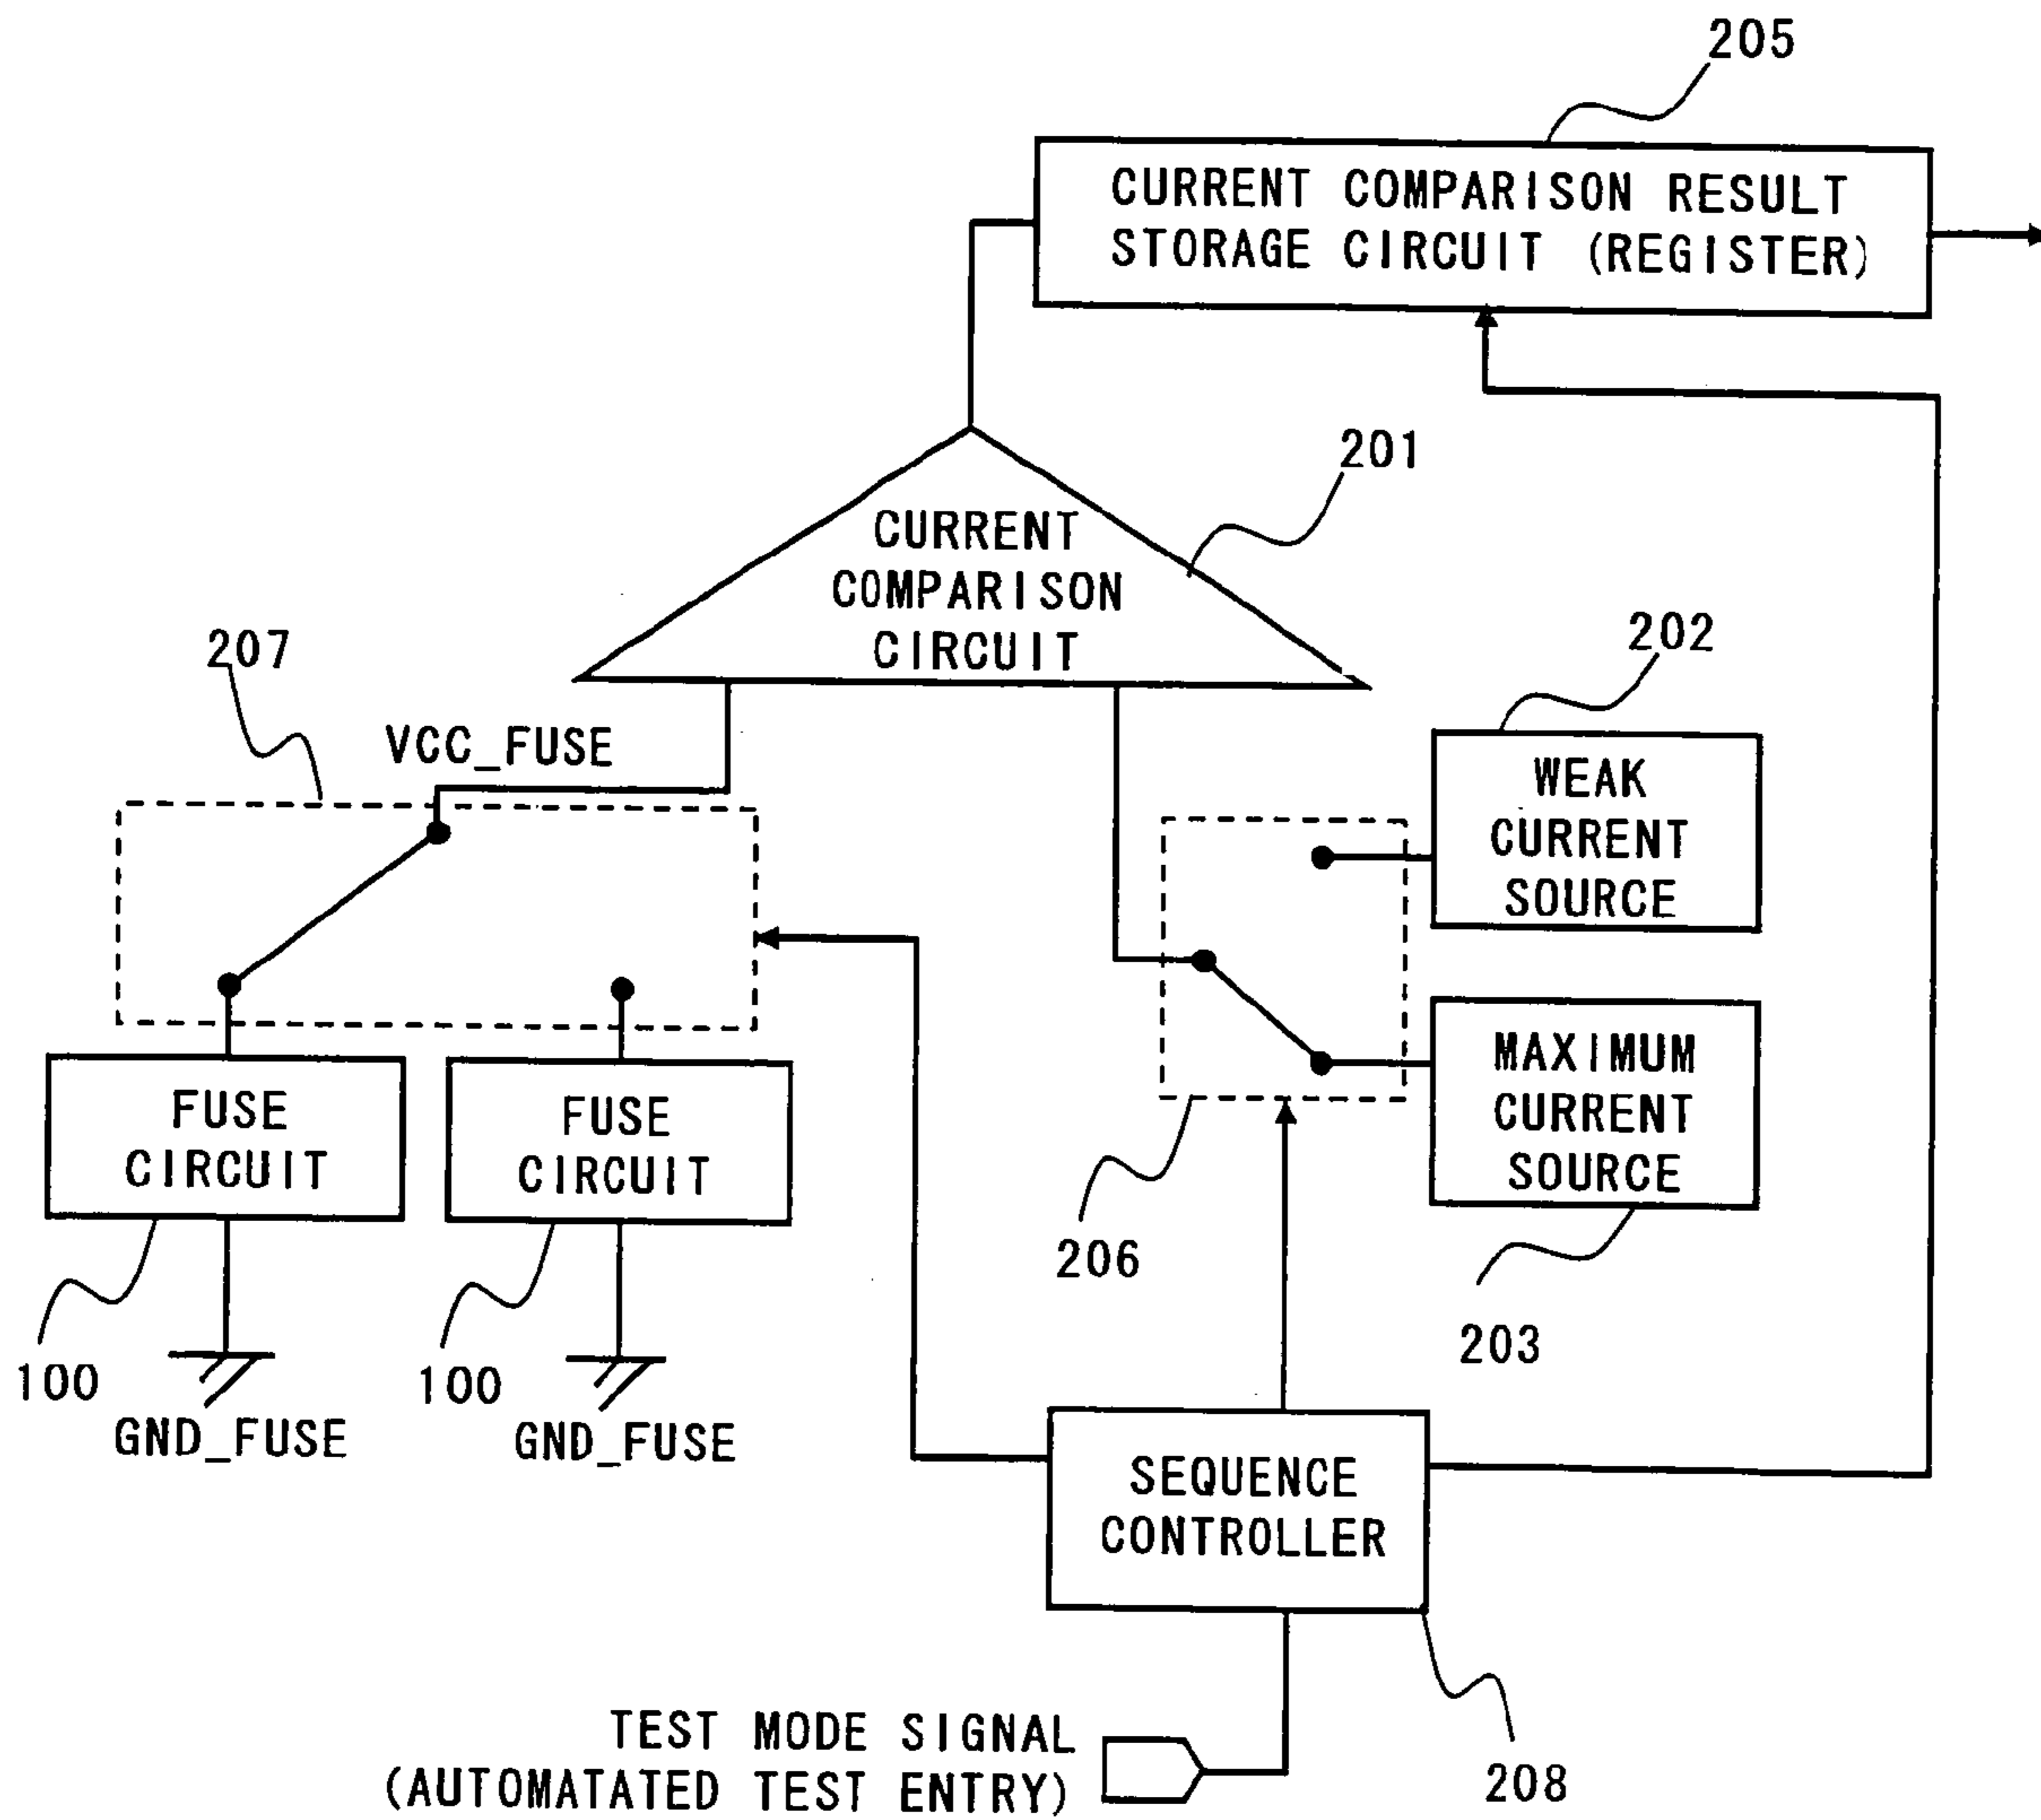 205
CURRENT COMPARISON RESULT
STORAGE CIRCUIT (REGISTER)
201
CURRENT
COMPARISON
CIRCUIT
207
202
VCC_FUSE
WEAK
CURRENT
SOURCE
MAXIMUM
CURRENT
SOURCE
FUSE
CIRCUIT
FUSE
CIRCUIT
206
203
100
100
GND_FUSE
GND_FUSE
SEQUENCE
CONTROLLER
TEST MODE SIGNAL
(AUTOMATATED TEST ENTRY)
208